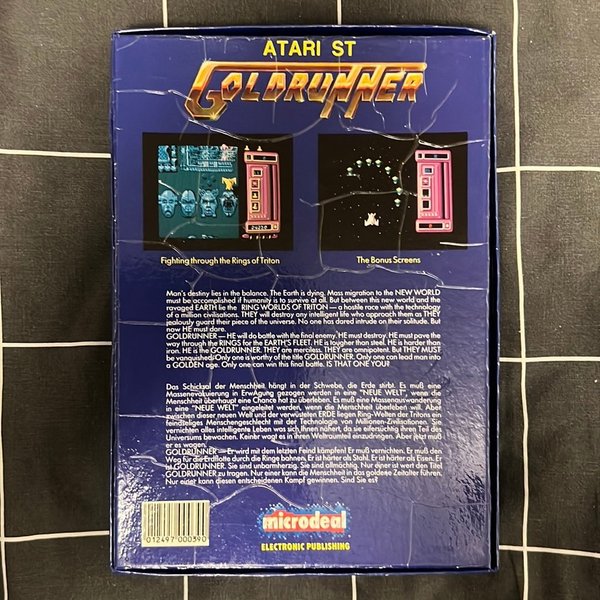 ATARI ST
GOLDRUNNER
Fighting through the Rings of Triton
The Bonus Screens
Man's destiny lies in the balance. The Earth is dying. Mass migration to the NEW WORLD
must be accomplished if humanity is to survive at all. But between this new world and the
ravaged EARTH lie the RING WORLDS OF TRITON — a hostile race with the technology
of a million civilisations. THEY will destroy any intelligent life who approach them as THEY
jealously guard their piece of the universe. No one has dared intrude on their solitude. But
now HE must dare.
GOLDRUNNER — HE will do battle with the final enemy. HE must destroy. HE must pave the
way through the RINGS for the EARTH'S FLEET. HE is tougher than steel. HE is harder than
iron. HE is the GOLDRUNNER. THEY are merciless. THEY are omnipotent. But THEY MUST be
vanquished. Only one is worthy of the title GOLDRUNNER. Only one can lead man into
a GOLDEN age. Only one can win this final battle. IS THAT ONE YOU?
Das Schicksal der Menschheit hängt in der Schwebe, die Erde stirbt. Es muß eine
Massenevakuierung in ErwAgung gezogen werden in eine "NEUE WELT", wenn die
Menschheit überhaupt eine Chance hat zu überleben. Es muß eine Massenauswanderung
in eine "NEUE WELT" eingeleitet werden, wenn die Menschheit überleben will. Aber
zwischen dieser neuen Welt und der verwüsteten ERDE liegen Ring-Welten der Tritons ein
feindseliges Menschengeschlecht mit der Technologie von Millionen-Zivilisationen. Sie
vernichten alles intelligente Leben was sich ihnen nähert, da sie eifersüchtig ihren Teil des
Universums bewachen. Keiner wagt es in ihren Weltraum einzudringen. Aber jetzt muß
er es wagen.
GOLDRUNNER — Er wird mit dem letzten Feind kämpfen! Er muß vernichten. Er muß den
Weg für die Erdflotte durch die Ringe bahnen. Er ist härter als Stahl. Er ist härter als Eisen. Er
ist GOLDRUNNER. Sie sind unbarmherzig. Sie sind allmächtig. Nur einer ist wert den Titel
GOLDRUNNER zu tragen. Nur einer kann die Menschheit in das goldene Zeitalter führen.
Nur einer kann diesen entscheidenen Kampf gewinnen. Sind Sie es?
012497 000390
microdeal
ELECTRONIC PUBLISHING